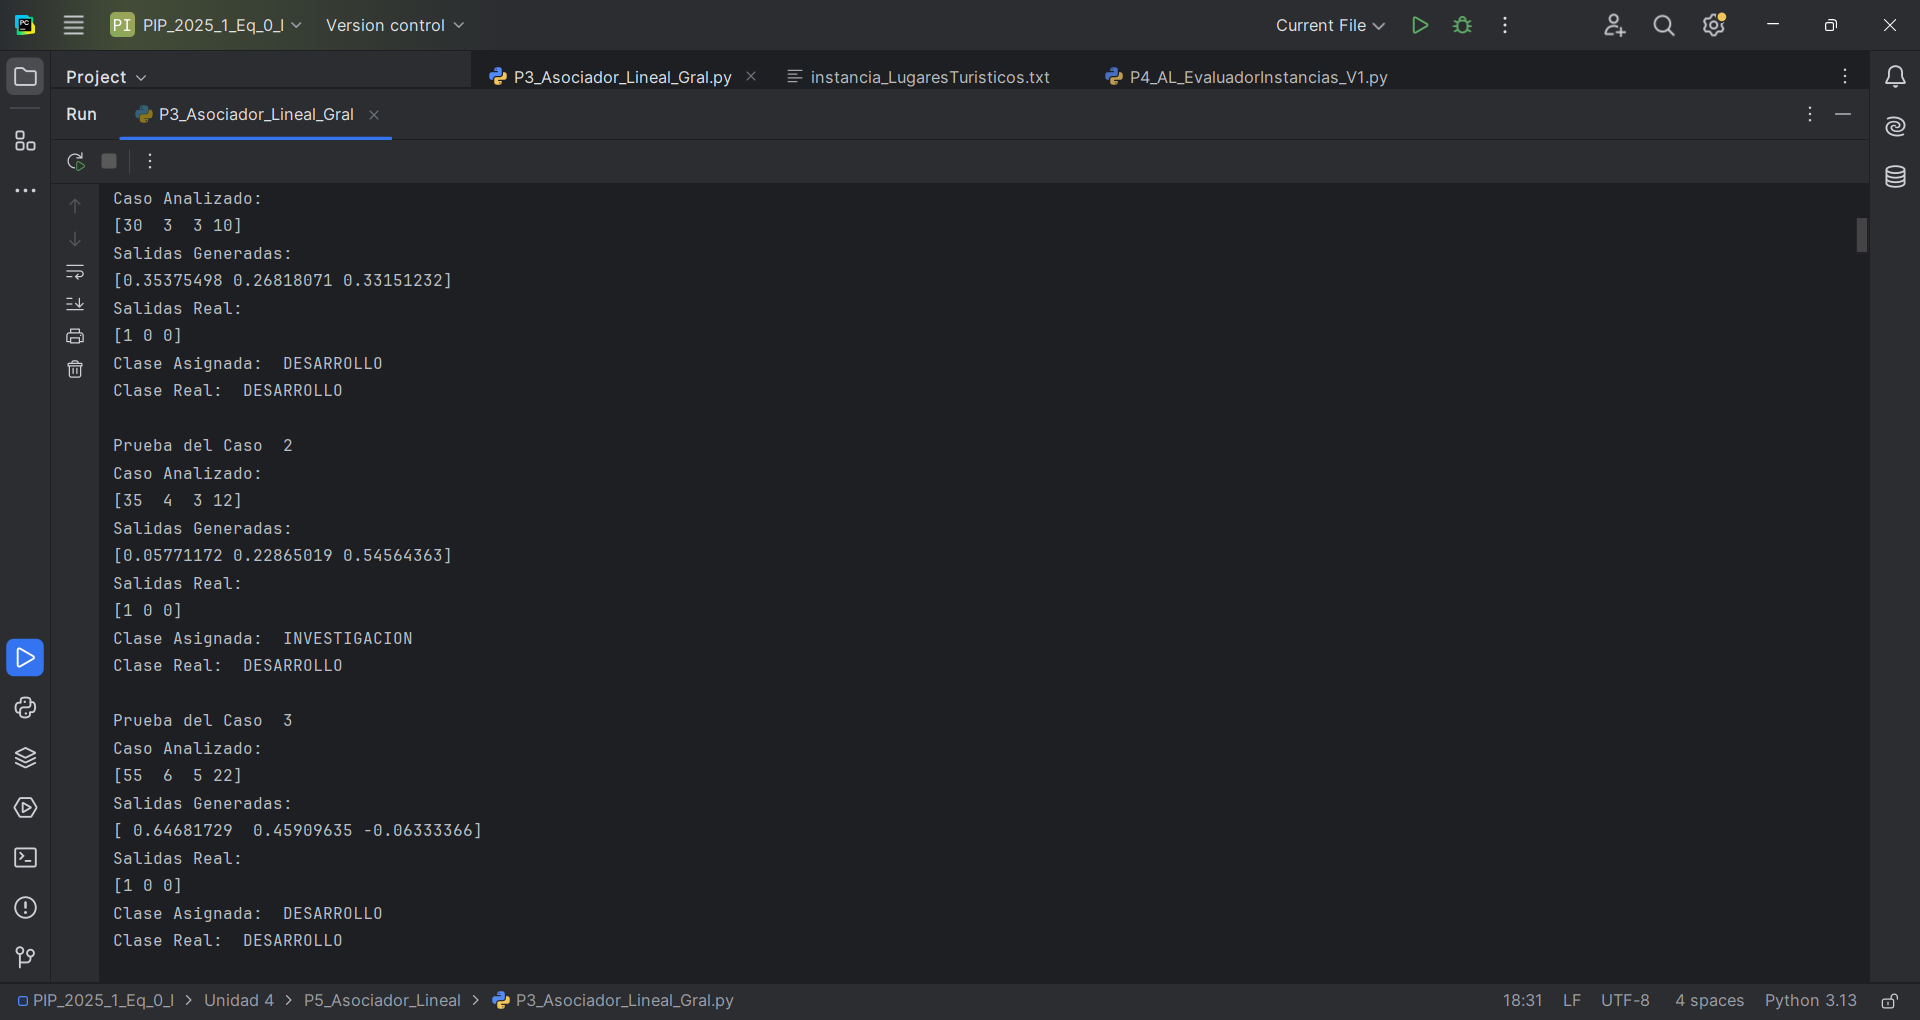 PC
PI PIP_2025_1_Eq_0_I Version control Current File
Project P3_Asociador_Lineal_Gral.py instancia_LugaresTuristicos.txt P4_AL_EvaluadorInstancias_V1.py
Run P3_Asociador_Lineal_Gral
Caso Analizado:
[30  3  3 10]
Salidas Generadas:
[0.35375498 0.26818071 0.33151232]
Salidas Real:
[1 0 0]
Clase Asignada:  DESARROLLO
Clase Real:  DESARROLLO
Prueba del Caso  2
Caso Analizado:
[35  4  3 12]
Salidas Generadas:
[0.05771172 0.22865019 0.54564363]
Salidas Real:
[1 0 0]
Clase Asignada:  INVESTIGACION
Clase Real:  DESARROLLO
Prueba del Caso  3
Caso Analizado:
[55  6  5 22]
Salidas Generadas:
[ 0.64681729  0.45909635 -0.06333366]
Salidas Real:
[1 0 0]
Clase Asignada:  DESARROLLO
Clase Real:  DESARROLLO
PIP_2025_1_Eq_0_I > Unidad 4 > P5_Asociador_Lineal > P3_Asociador_Lineal_Gral.py 18:31 LF UTF-8 4 spaces Python 3.13